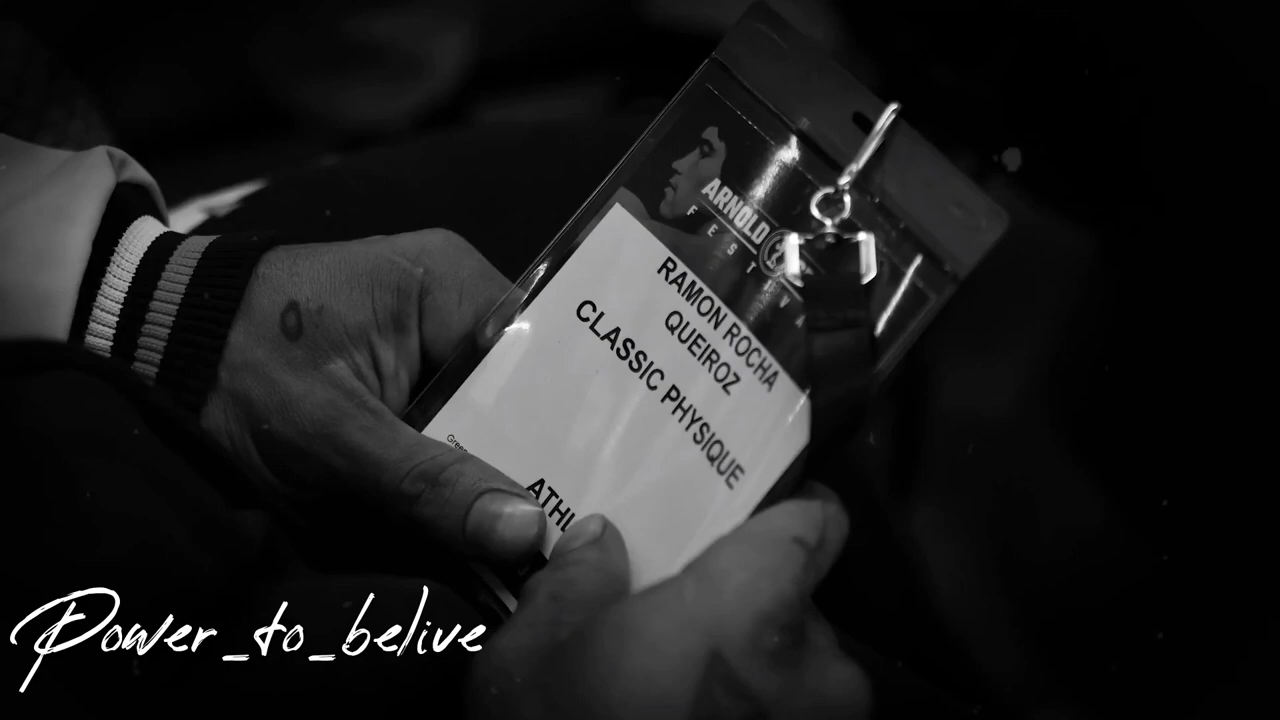 ARNOLD
FEST
RAMON ROCHA
QUEIROZ
CLASSIC PHYSIQUE
ATHL
Power_to_belive